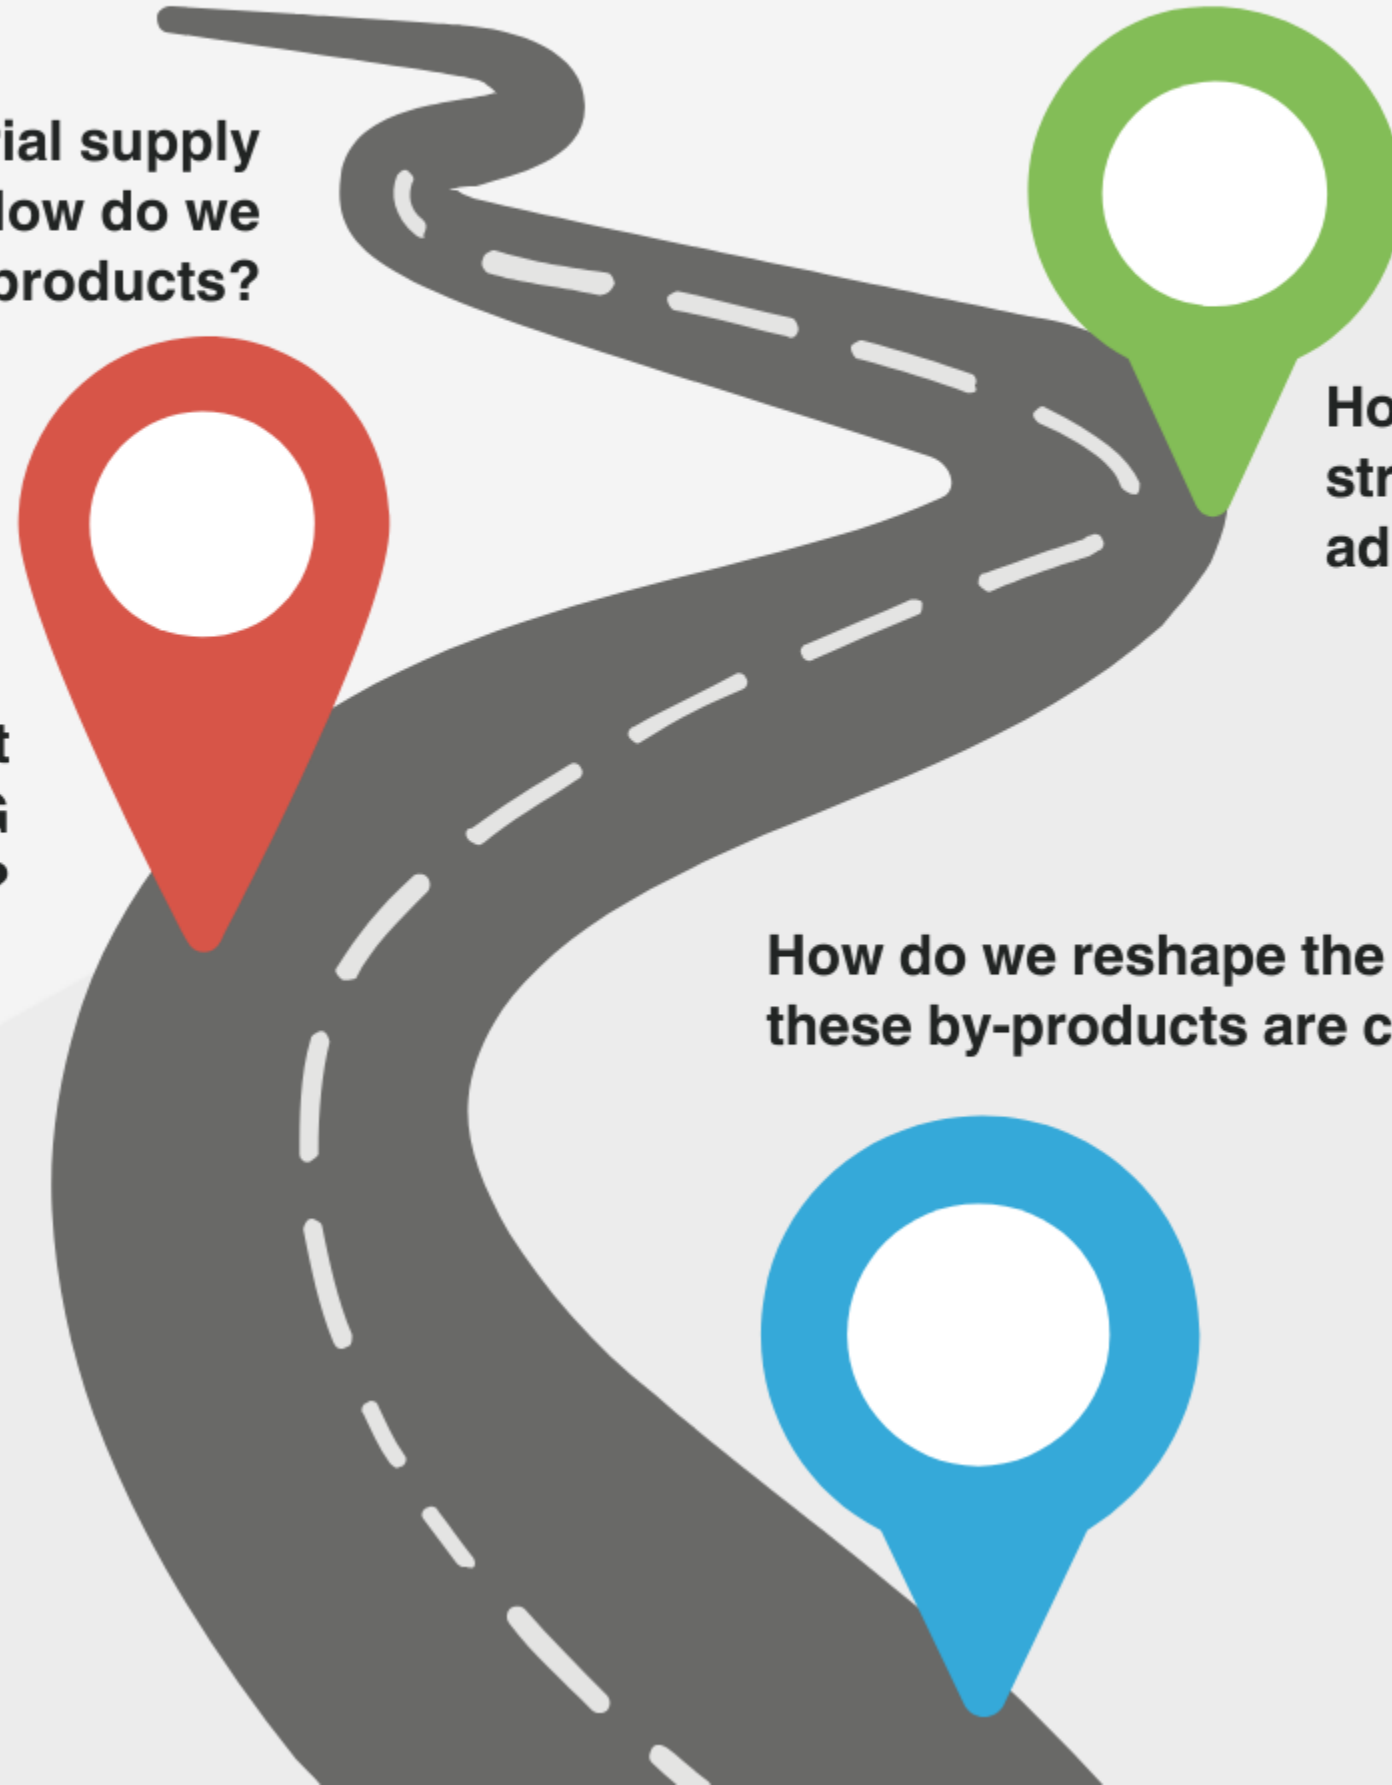 ial supply
low do we
products?
Ho
str
ad
t
G
?
How do we reshape the
these by-products are c